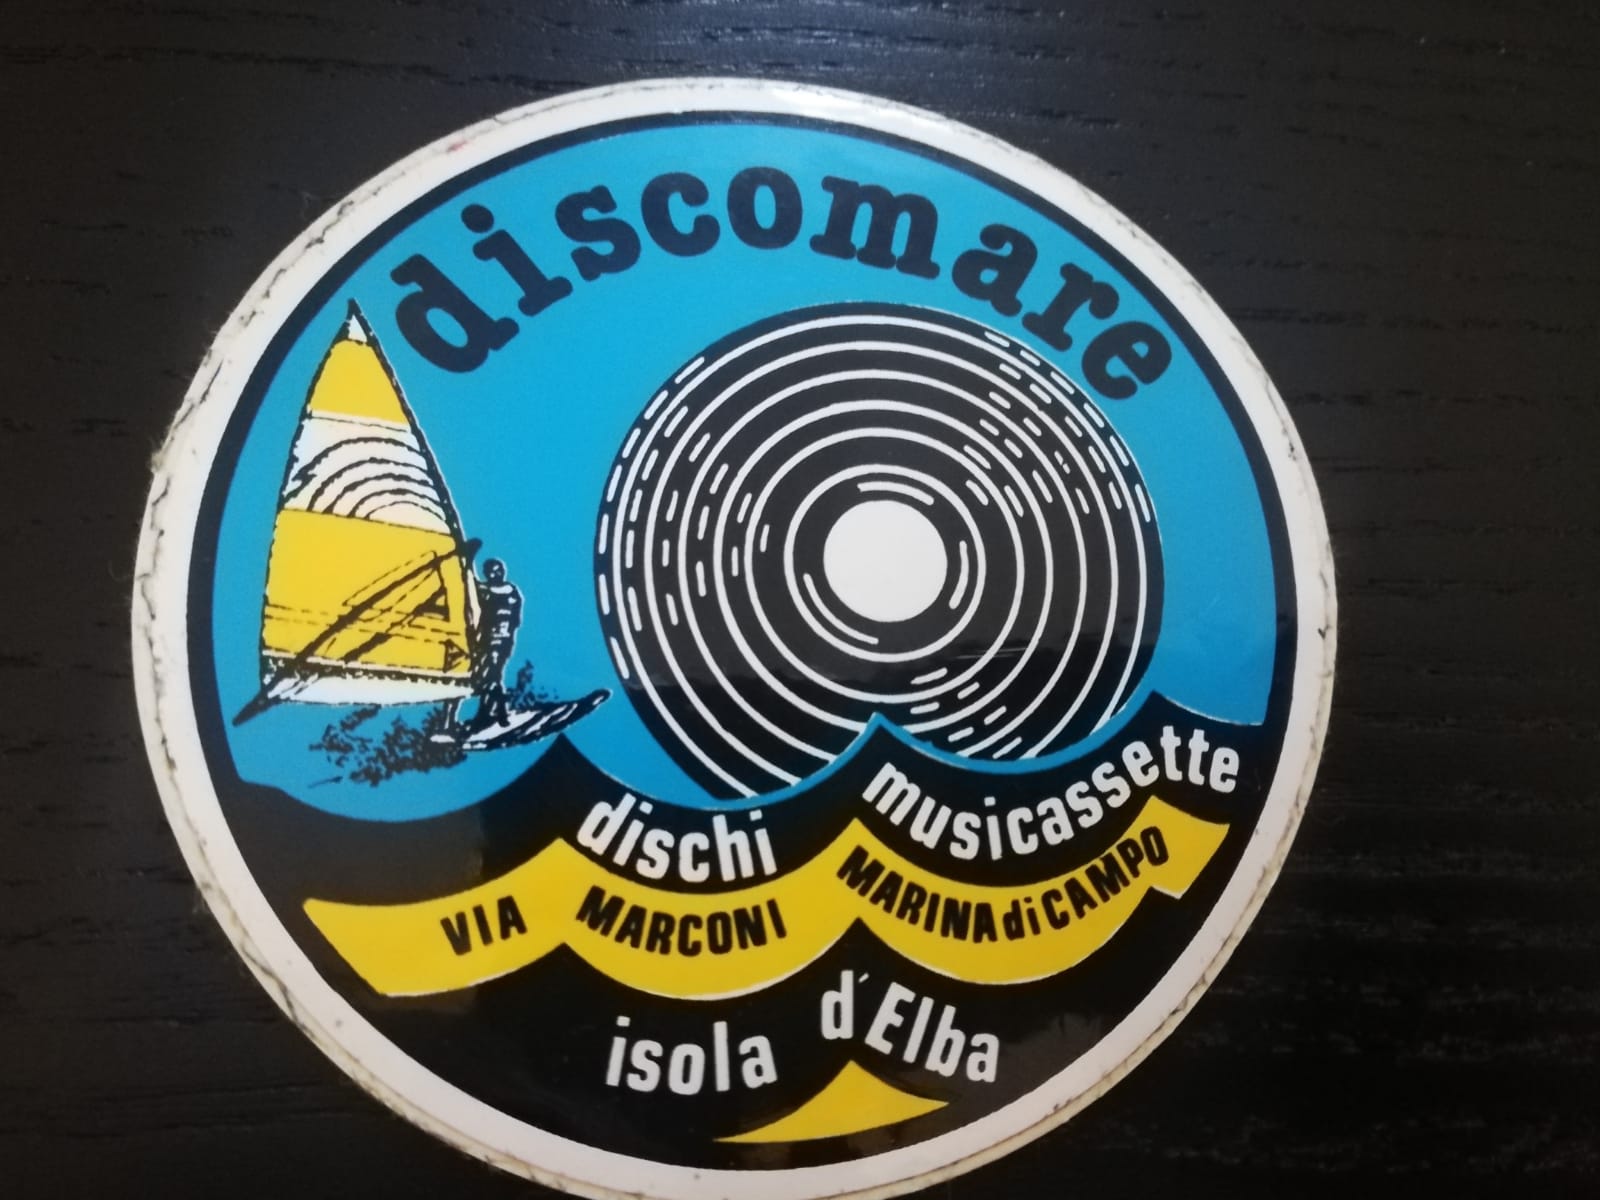 discomare
dischi musicassette
VIA MARCONI MARINA di CAMPO
isola d'Elba